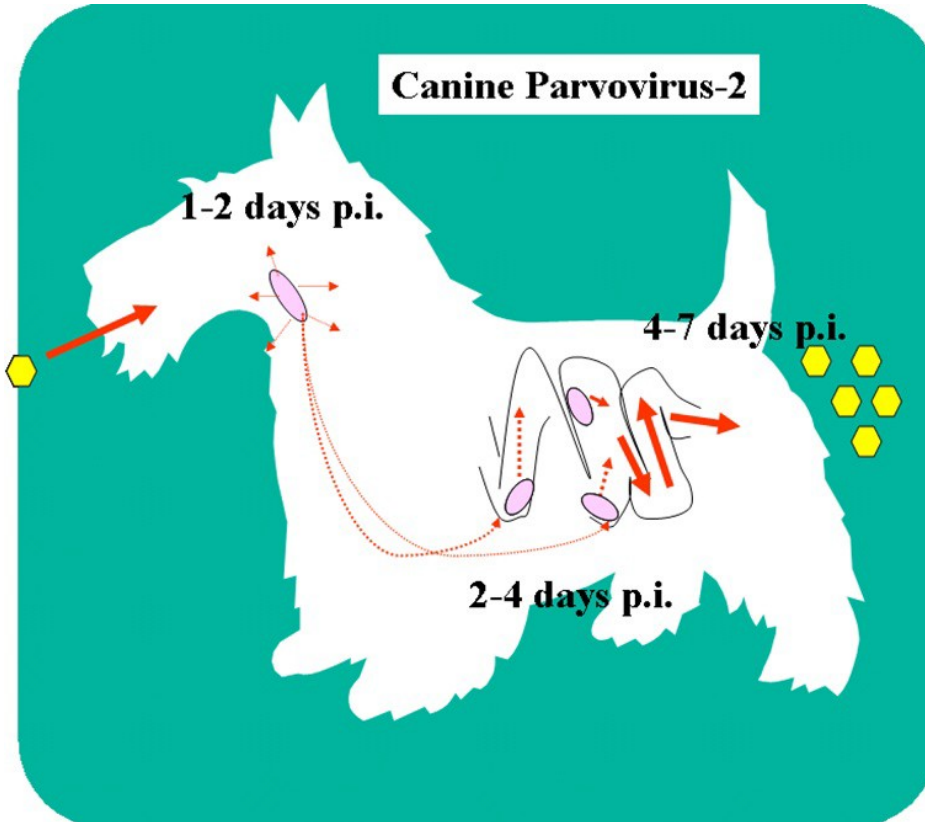 Canine Parvovirus-2
1-2 days p.i.
4-7 days p.i.
2-4 days p.i.